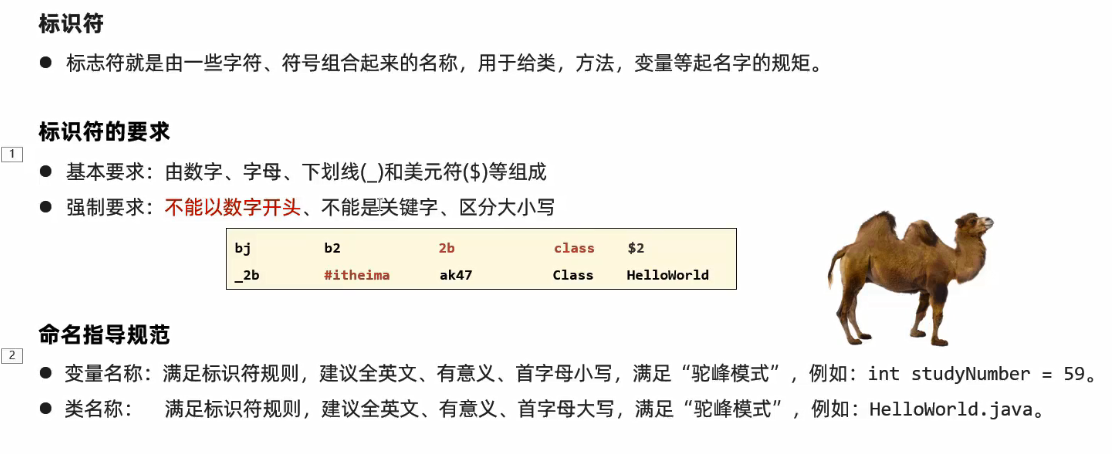 标识符
● 标志符就是由一些字符、符号组合起来的名称，用于给类，方法，变量等起名字的规矩。
标识符的要求
1
● 基本要求：由数字、字母、下划线(_)和美元符($)等组成
● 强制要求：不能以数字开头、不能是关键字、区分大小写
bj b2 2b class $2
_2b #itheima ak47 Class HelloWorld
命名指导规范
2
● 变量名称：满足标识符规则，建议全英文、有意义、首字母小写，满足“驼峰模式”，例如：int studyNumber = 59。
● 类名称： 满足标识符规则，建议全英文、有意义、首字母大写，满足“驼峰模式”，例如：HelloWorld.java。